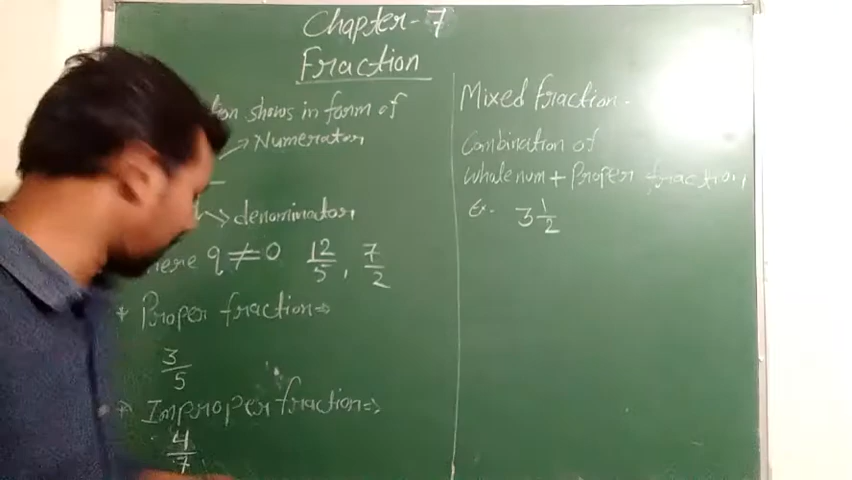 Chapter-7
Fraction
shows in form of
→ Numerator
→ denominator
q ≠ 0 12/5, 7/2
* Proper fraction ⇒
3/5
* Improper fraction ⇒
4/7
Mixed fraction.
Combination of
whole num + Proper fraction,
Ex. 3 1/2